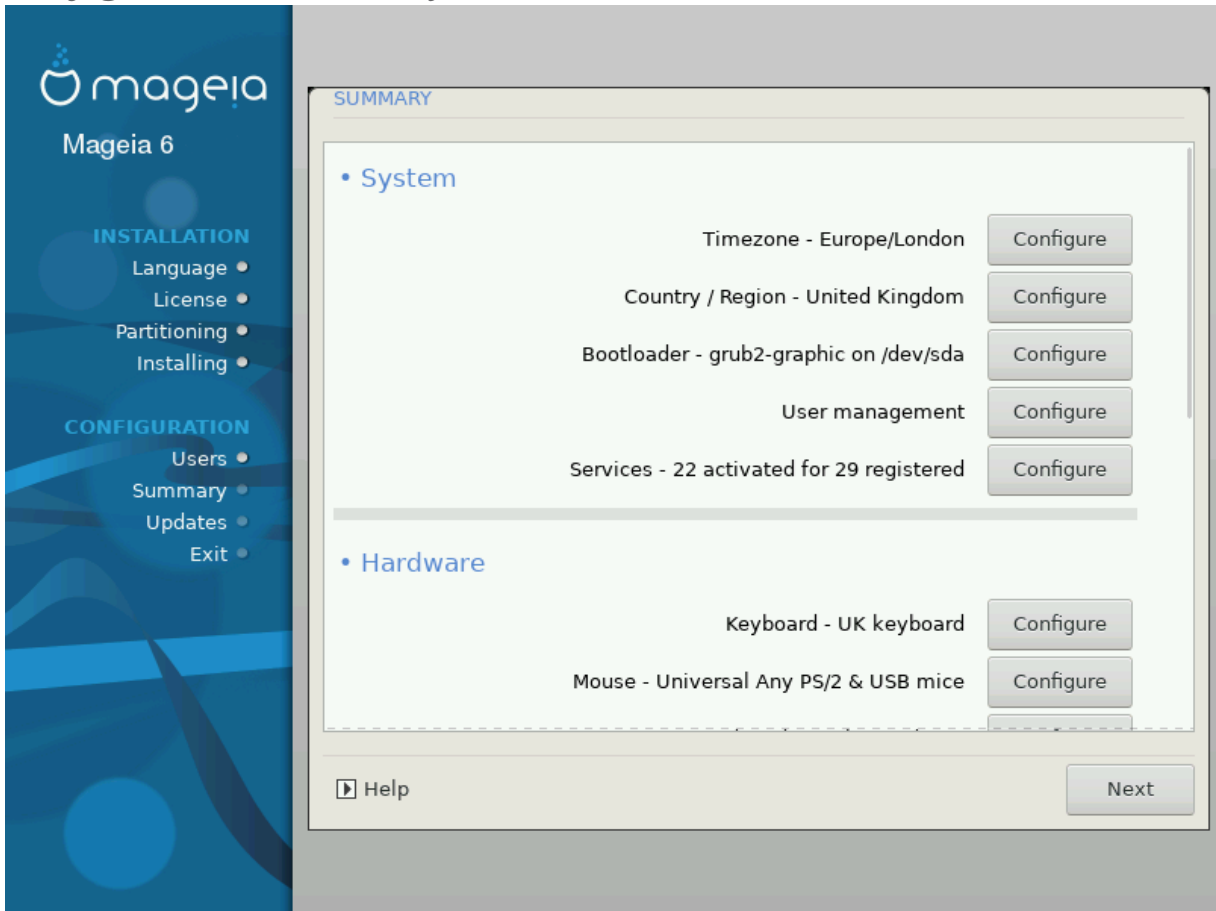 mageia
Mageia 6
INSTALLATION
Language
License
Partitioning
Installing
CONFIGURATION
Users
Summary
Updates
Exit
SUMMARY
• System
Timezone - Europe/London Configure
Country / Region - United Kingdom Configure
Bootloader - grub2-graphic on /dev/sda Configure
User management Configure
Services - 22 activated for 29 registered Configure
• Hardware
Keyboard - UK keyboard Configure
Mouse - Universal Any PS/2 & USB mice Configure
Help
Next